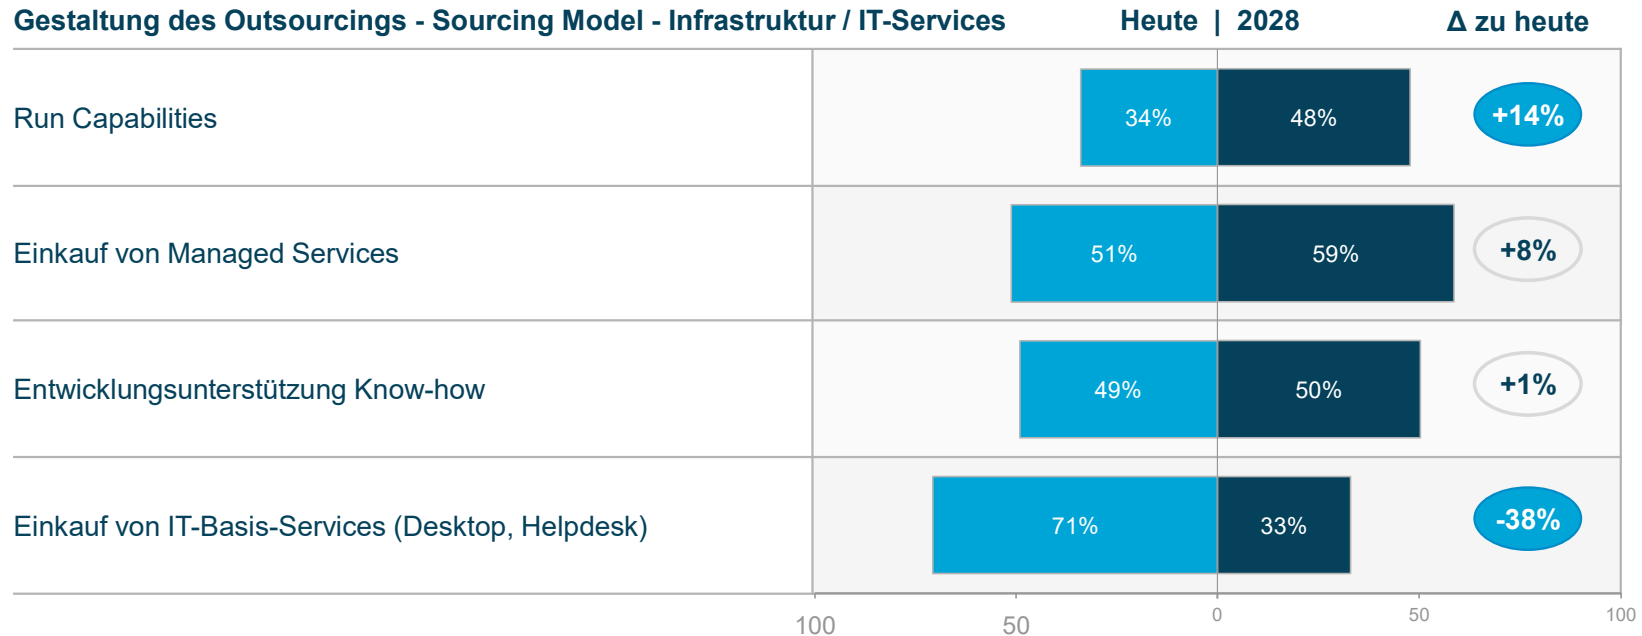 Gestaltung des Outsourcings - Sourcing Model - Infrastruktur / IT-Services Heute | 2028 Δ zu heute
Run Capabilities 34% 48% +14%
Einkauf von Managed Services 51% 59% +8%
Entwicklungsunterstützung Know-how 49% 50% +1%
Einkauf von IT-Basis-Services (Desktop, Helpdesk) 71% 33% -38%
100 50 0 50 100